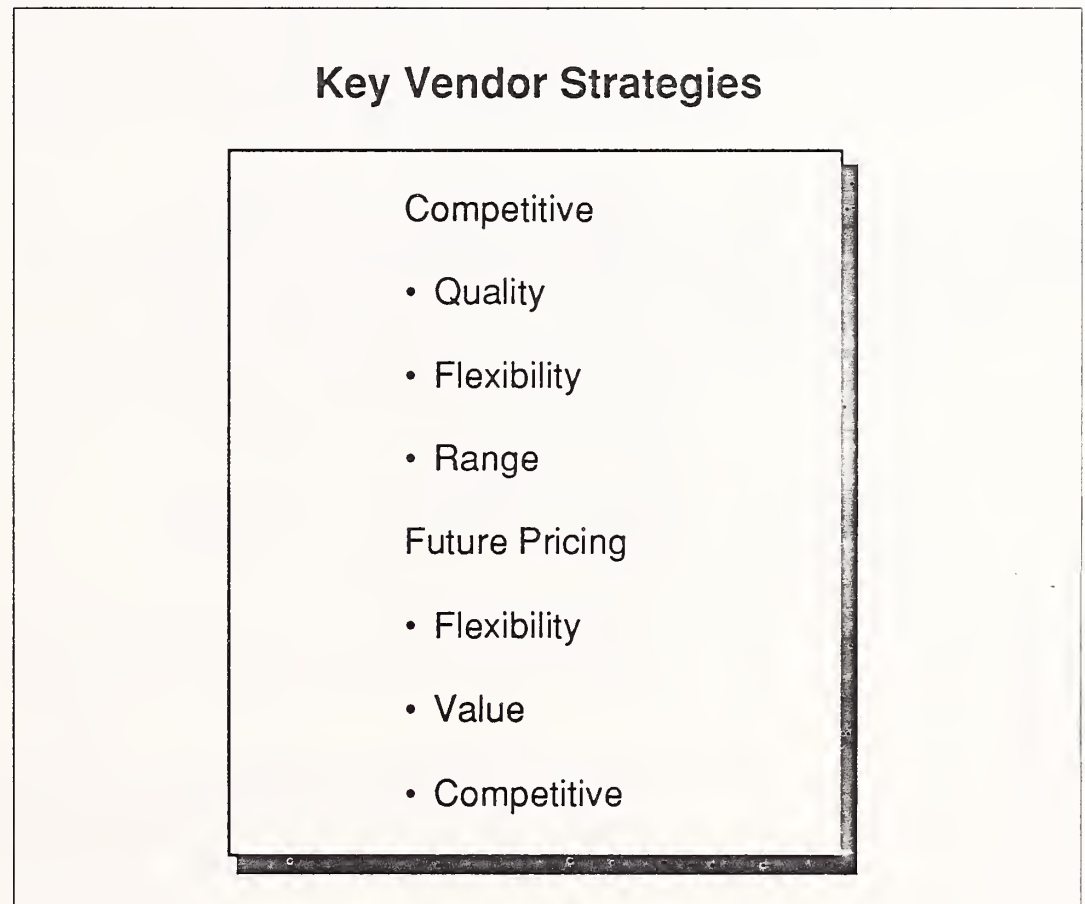 Key Vendor Strategies
Competitive
• Quality
• Flexibility
• Range
Future Pricing
• Flexibility
• Value
• Competitive